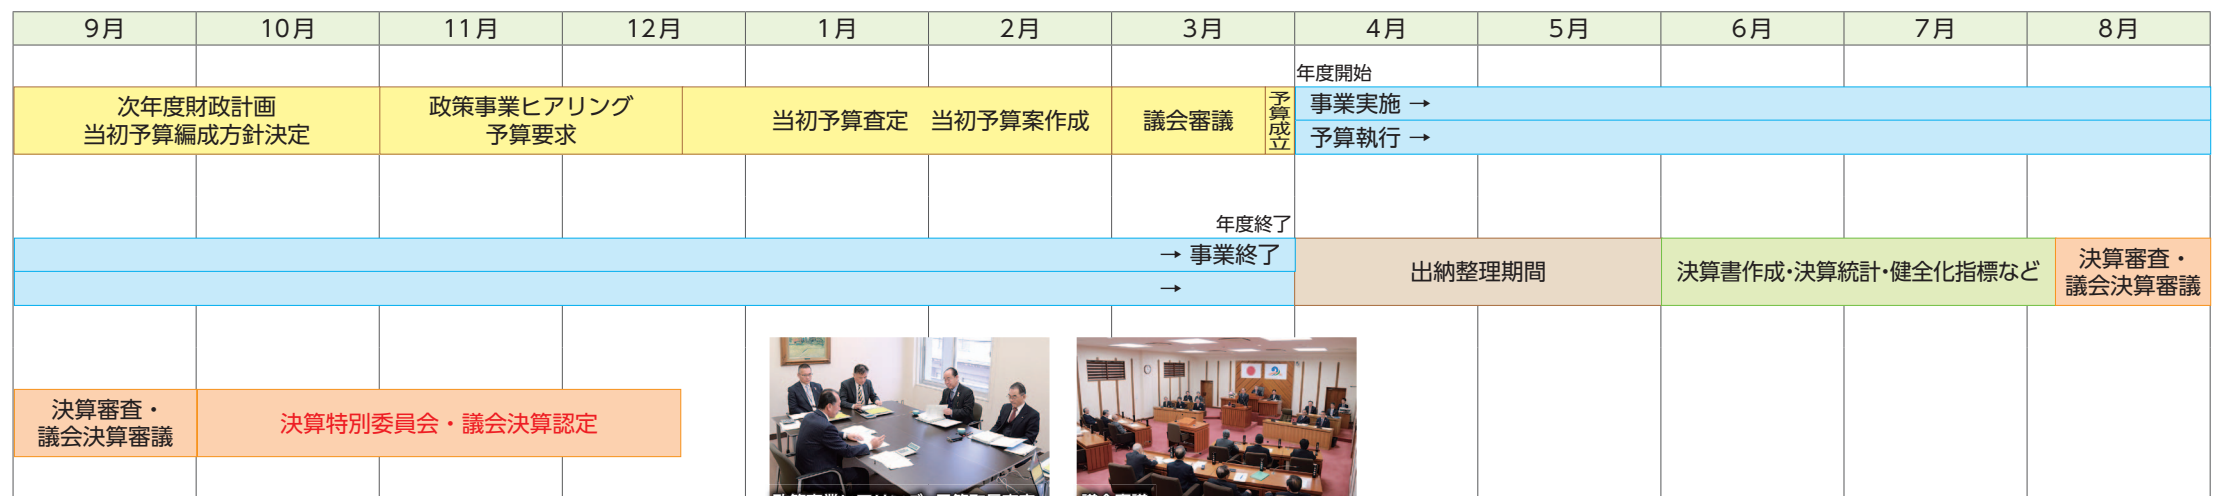 9月 10月 11月 12月 1月 2月 3月 4月 5月 6月 7月 8月
年度開始
次年度財政計画
当初予算編成方針決定
政策事業ヒアリング
予算要求
当初予算査定 当初予算案作成
議会審議
予算成立
事業実施 →
予算執行 →
年度終了
→ 事業終了
→
出納整理期間
決算書作成・決算統計・健全化指標など
決算審査・
議会決算審議
決算審査・
議会決算審議
決算特別委員会・議会決算認定